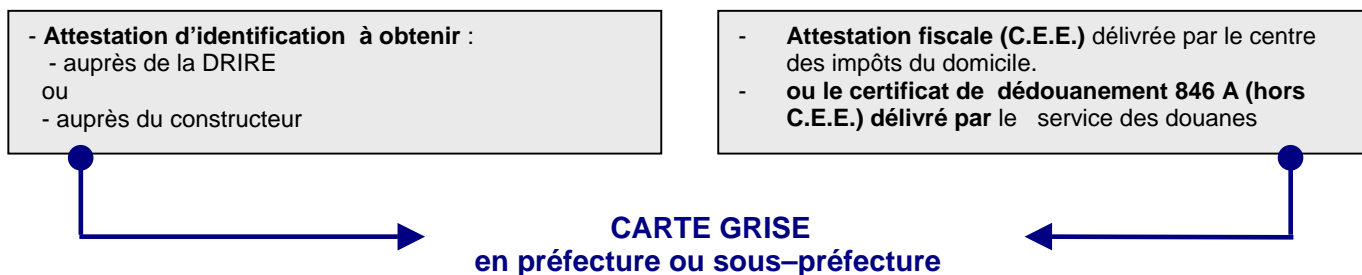 - Attestation d’identification à obtenir :
- auprès de la DRIRE
ou
- auprès du constructeur
- Attestation fiscale (C.E.E.) délivrée par le centre
des impôts du domicile.
- ou le certificat de dédouanement 846 A (hors
C.E.E.) délivré par le service des douanes
CARTE GRISE
en préfecture ou sous–préfecture